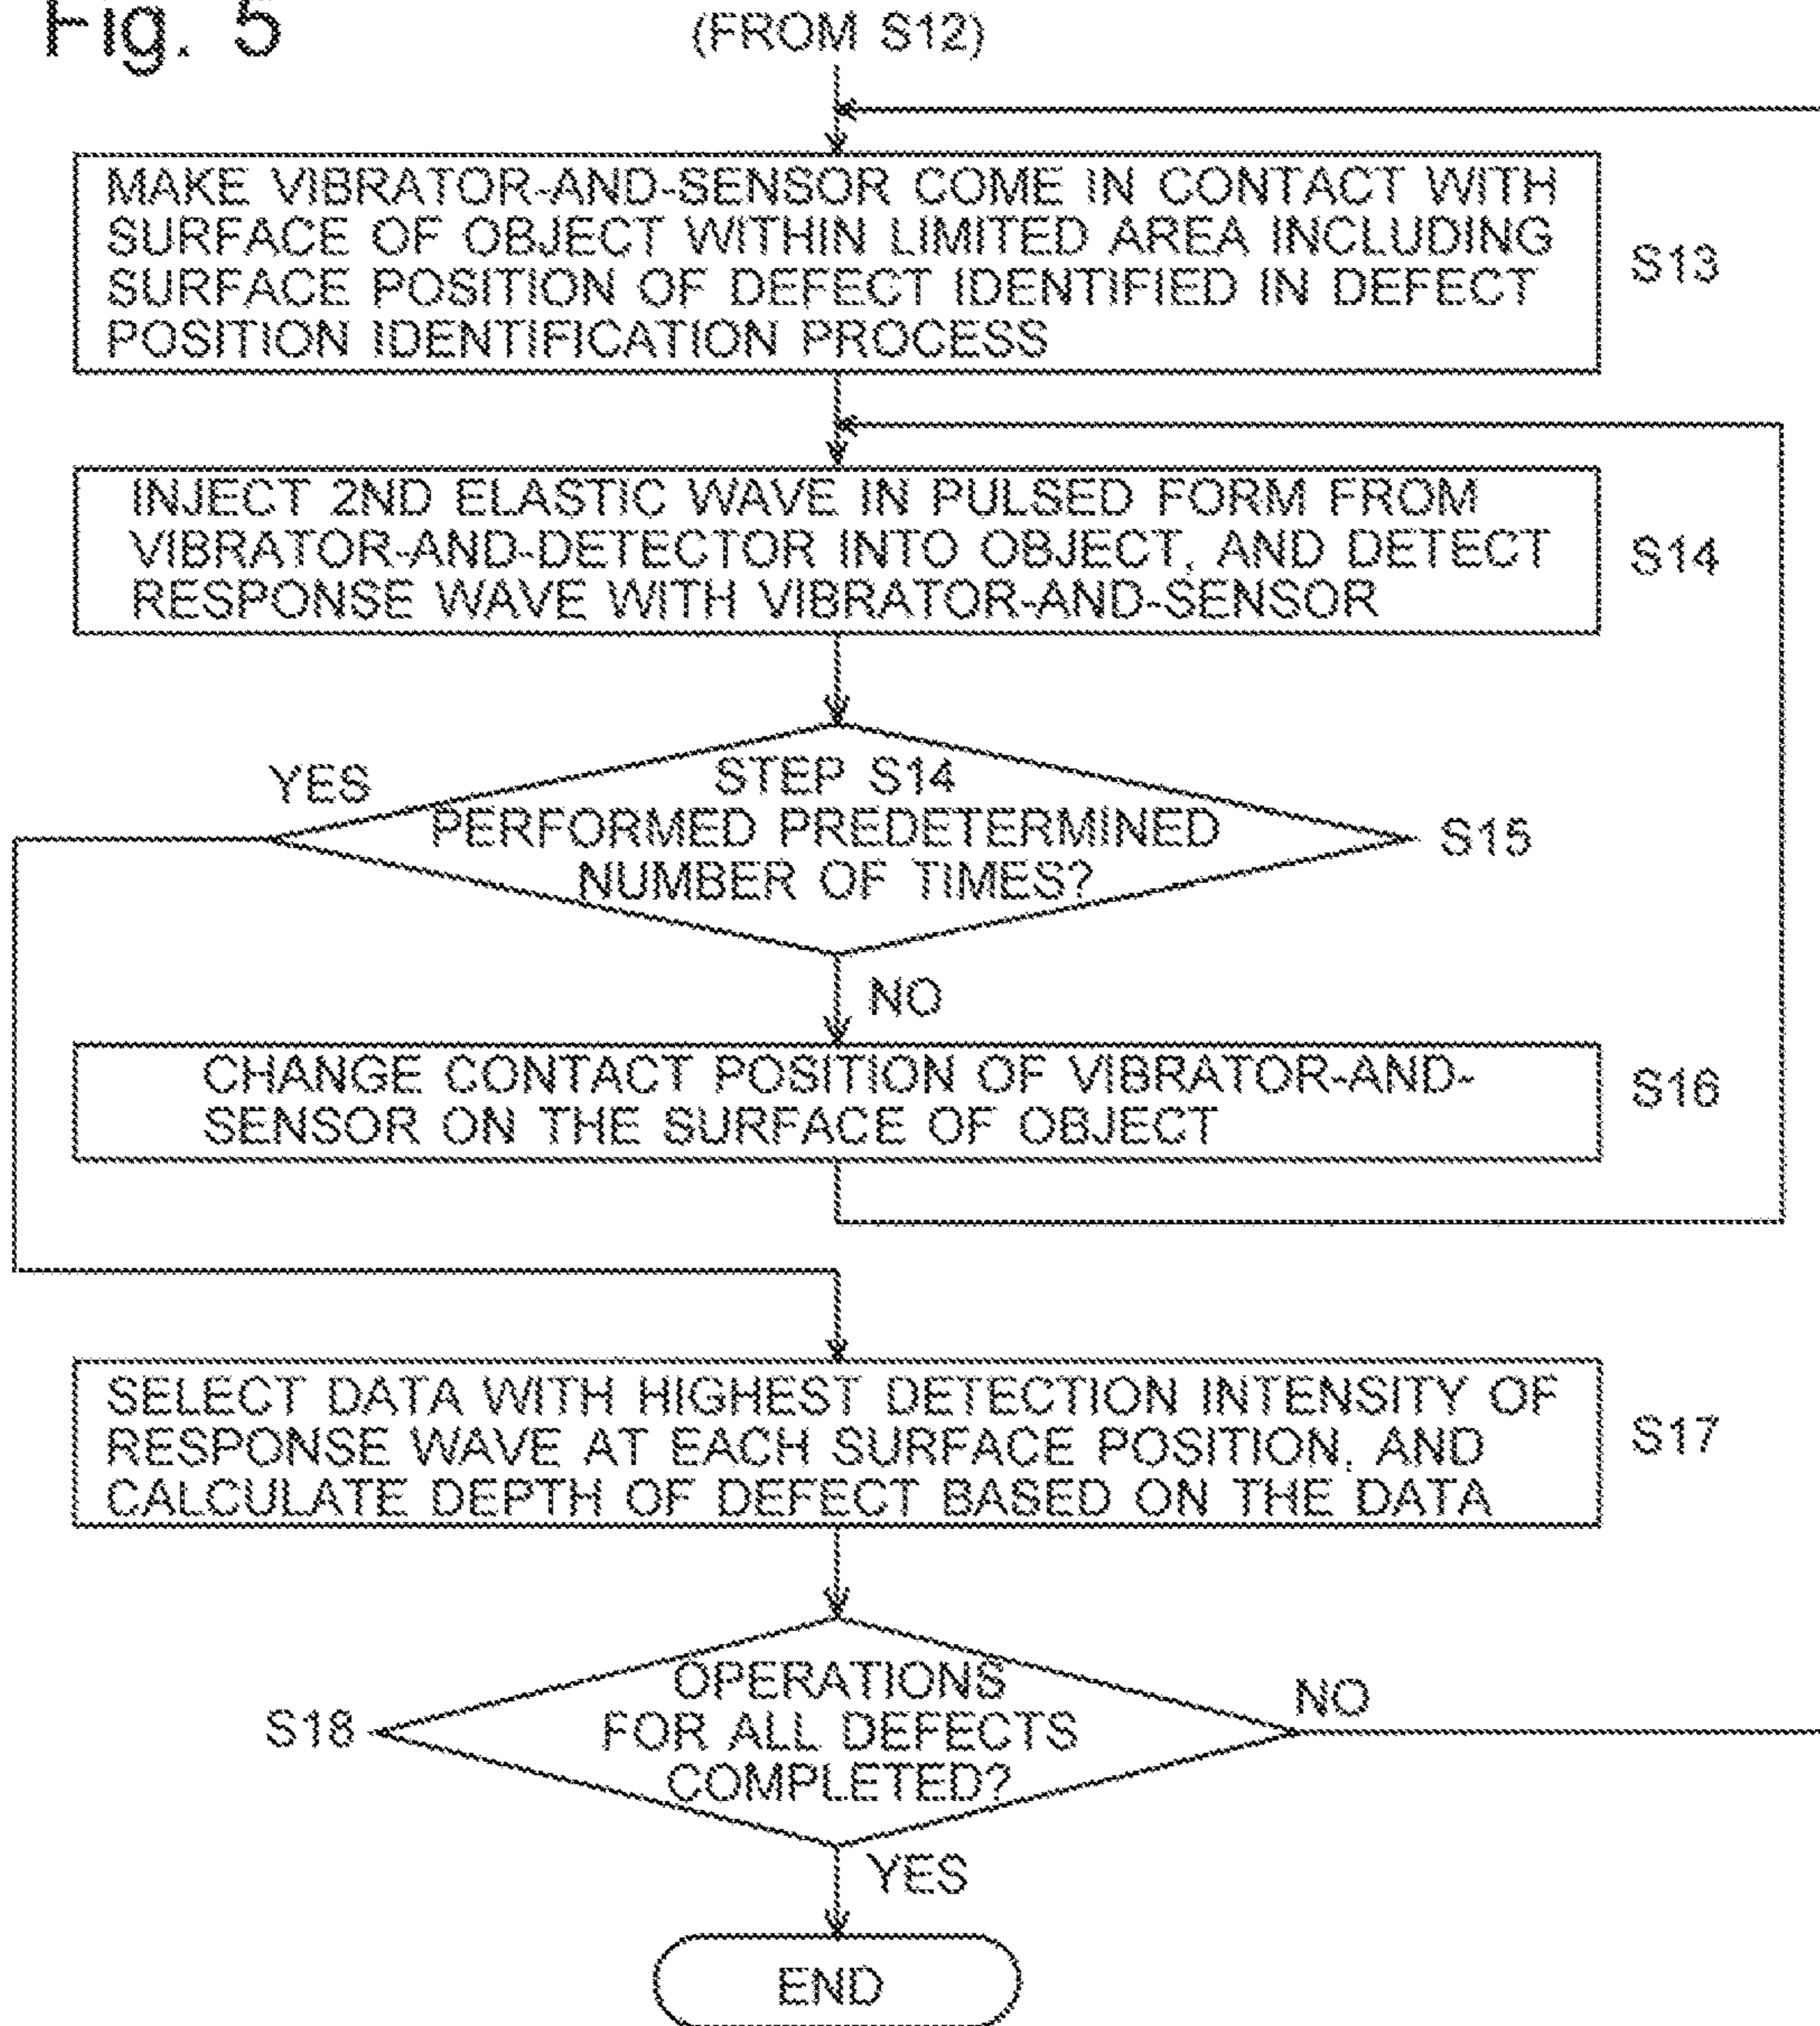 Fig. 5
(FROM S12)
MAKE VIBRATOR-AND-SENSOR COME IN CONTACT WITH
SURFACE OF OBJECT WITHIN LIMITED AREA INCLUDING
SURFACE POSITION OF DEFECT IDENTIFIED IN DEFECT
POSITION IDENTIFICATION PROCESS
S13
INJECT 2ND ELASTIC WAVE IN PULSED FORM FROM
VIBRATOR-AND-DETECTOR INTO OBJECT, AND DETECT
RESPONSE WAVE WITH VIBRATOR-AND-SENSOR
S14
YES
STEP S14
PERFORMED PREDETERMINED
NUMBER OF TIMES?
S15
NO
CHANGE CONTACT POSITION OF VIBRATOR-AND-
SENSOR ON THE SURFACE OF OBJECT
S16
SELECT DATA WITH HIGHEST DETECTION INTENSITY OF
RESPONSE WAVE AT EACH SURFACE POSITION, AND
CALCULATE DEPTH OF DEFECT BASED ON THE DATA
S17
OPERATIONS
FOR ALL DEFECTS
COMPLETED?
S18
NO
YES
END